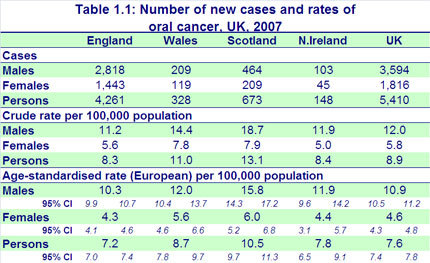 Table 1.1: Number of new cases and rates of
oral cancer, UK, 2007
England Wales Scotland N.Ireland UK
Cases
Males 2,818 209 464 103 3,594
Females 1,443 119 209 45 1,816
Persons 4,261 328 673 148 5,410
Crude rate per 100,000 population
Males 11.2 14.4 18.7 11.9 12.0
Females 5.6 7.8 7.9 5.0 5.8
Persons 8.3 11.0 13.1 8.4 8.9
Age-standardised rate (European) per 100,000 population
Males 10.3 12.0 15.8 11.9 10.9
95% CI 9.9 10.7 10.4 13.7 14.3 17.2 9.6 14.2 10.5 11.2
Females 4.3 5.6 6.0 4.4 4.6
95% CI 4.1 4.6 4.6 6.6 5.2 6.8 3.1 5.7 4.3 4.8
Persons 7.2 8.7 10.5 7.8 7.6
95% CI 7.0 7.4 7.8 9.7 9.7 11.3 6.5 9.1 7.4 7.8